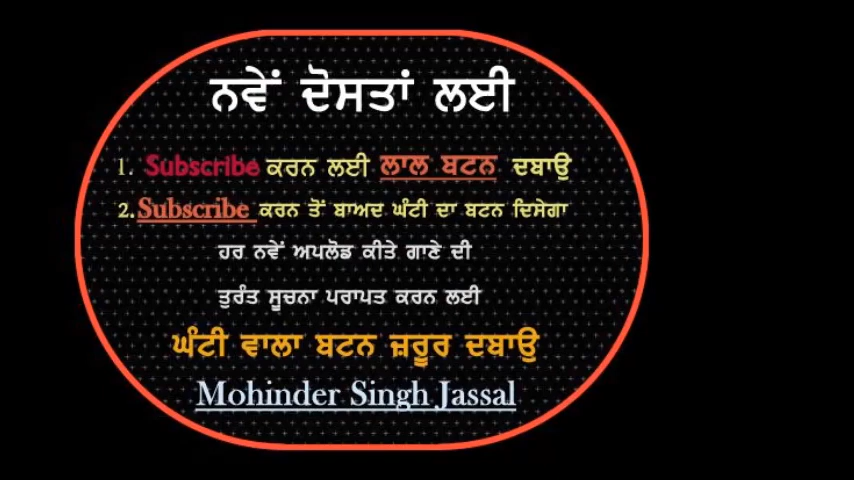 ਨਵੇਂ ਦੋਸਤਾਂ ਲਈ
1. Subscribe ਕਰਨ ਲਈ ਲਾਲ ਬਟਨ ਦਬਾਉ
2.Subscribe ਕਰਨ ਤੋਂ ਬਾਅਦ ਘੰਟੀ ਦਾ ਬਟਨ ਦਿਸੇਗਾ
ਹਰ ਨਵੇਂ ਅਪਲੋਡ ਕੀਤੇ ਗਾਣੇ ਦੀ
ਤੁਰੰਤ ਸੂਚਨਾ ਪਰਾਪਤ ਕਰਨ ਲਈ
ਘੰਟੀ ਵਾਲਾ ਬਟਨ ਜ਼ਰੂਰ ਦਬਾਉ
Mohinder Singh Jassal